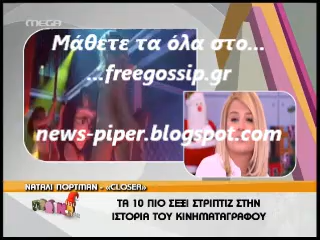 MEGA
Μάθετε τα όλα στο...
...freegossip.gr
news-piper.blogspot.com
ΝΑΤΑΛΙ ΠΟΡΤΜΑΝ - «CLOSER»
ΤΑ 10 ΠΙΟ ΣΕΞΙ ΣΤΡΙΠΤΙΖ ΣΤΗΝ
ΙΣΤΟΡΙΑ ΤΟΥ ΚΙΝΗΜΑΤΟΓΡΑΦΟΥ